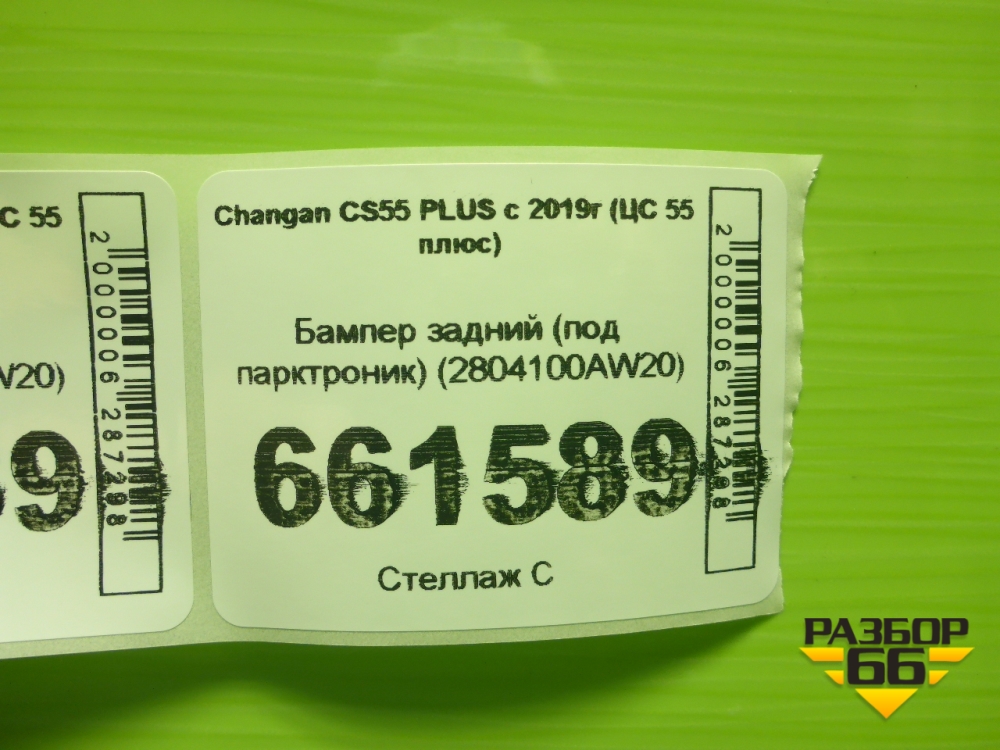 С 55
W20)
2000006287298
Changan CS55 PLUS с 2019г (ЦС 55
плюс)
Бампер задний (под
парктроник) (2804100AW20)
661589
Стеллаж С
2000006287298
РАЗБОР
66